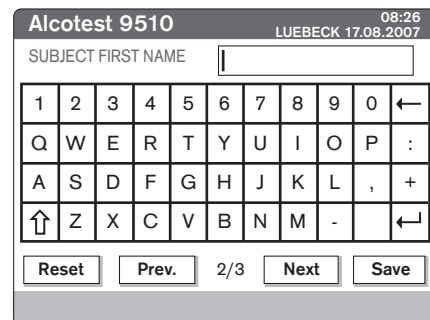 Alcotest 9510 08:26
LUEBECK 17.08.2007
SUBJECT FIRST NAME
1 2 3 4 5 6 7 8 9 0 ←
Q W E R T Y U I O P :
A S D F G H J K L , +
⇧ Z X C V B N M - ↵
Reset Prev. 2/3 Next Save